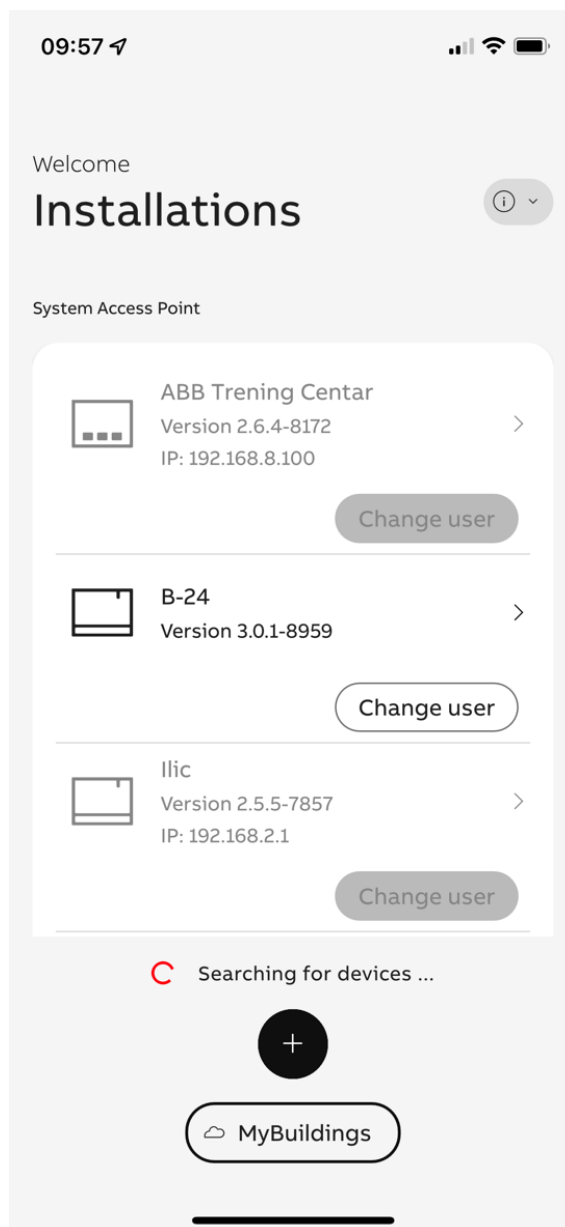 09:57
Welcome
Installations
System Access Point
ABB Trening Centar
Version 2.6.4-8172
IP: 192.168.8.100
Change user
B-24
Version 3.0.1-8959
Change user
Ilic
Version 2.5.5-7857
IP: 192.168.2.1
Change user
Searching for devices ...
MyBuildings